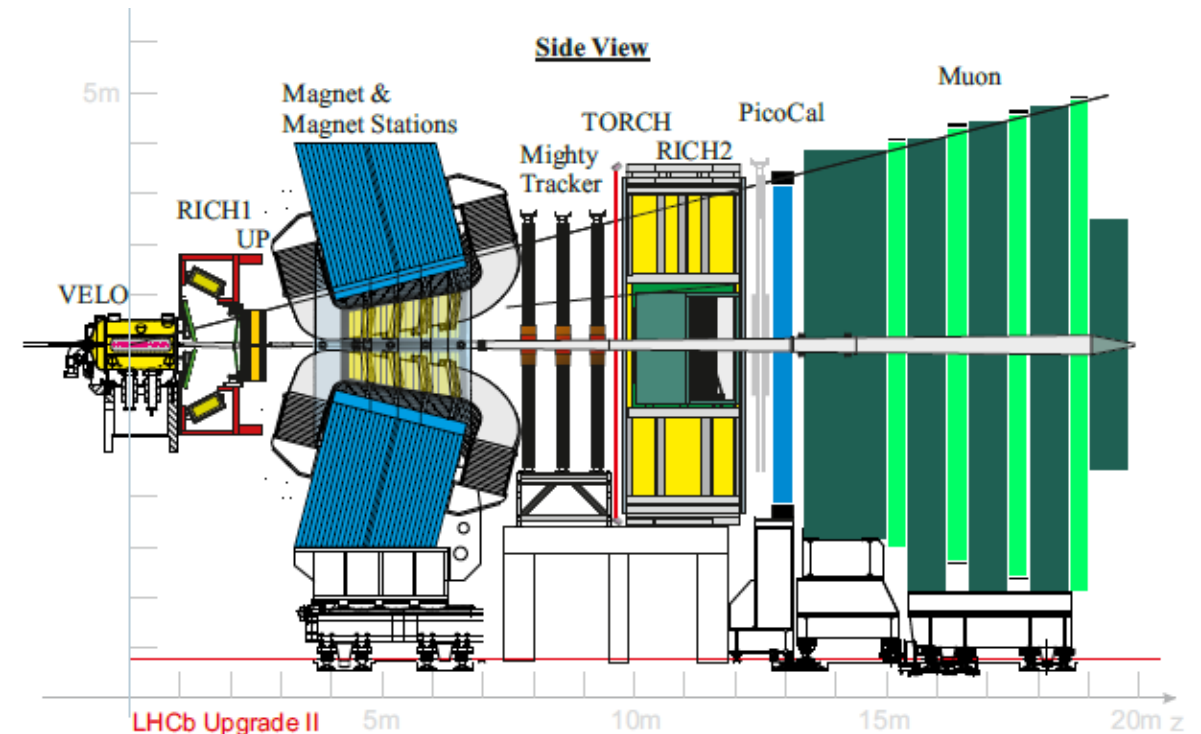 Side View
5m
Magnet &
Magnet Stations
Muon
PicoCal
TORCH
RICH2
Mighty
Tracker
RICH1
UP
VELO
LHCb Upgrade II
5m
10m
15m
20m z